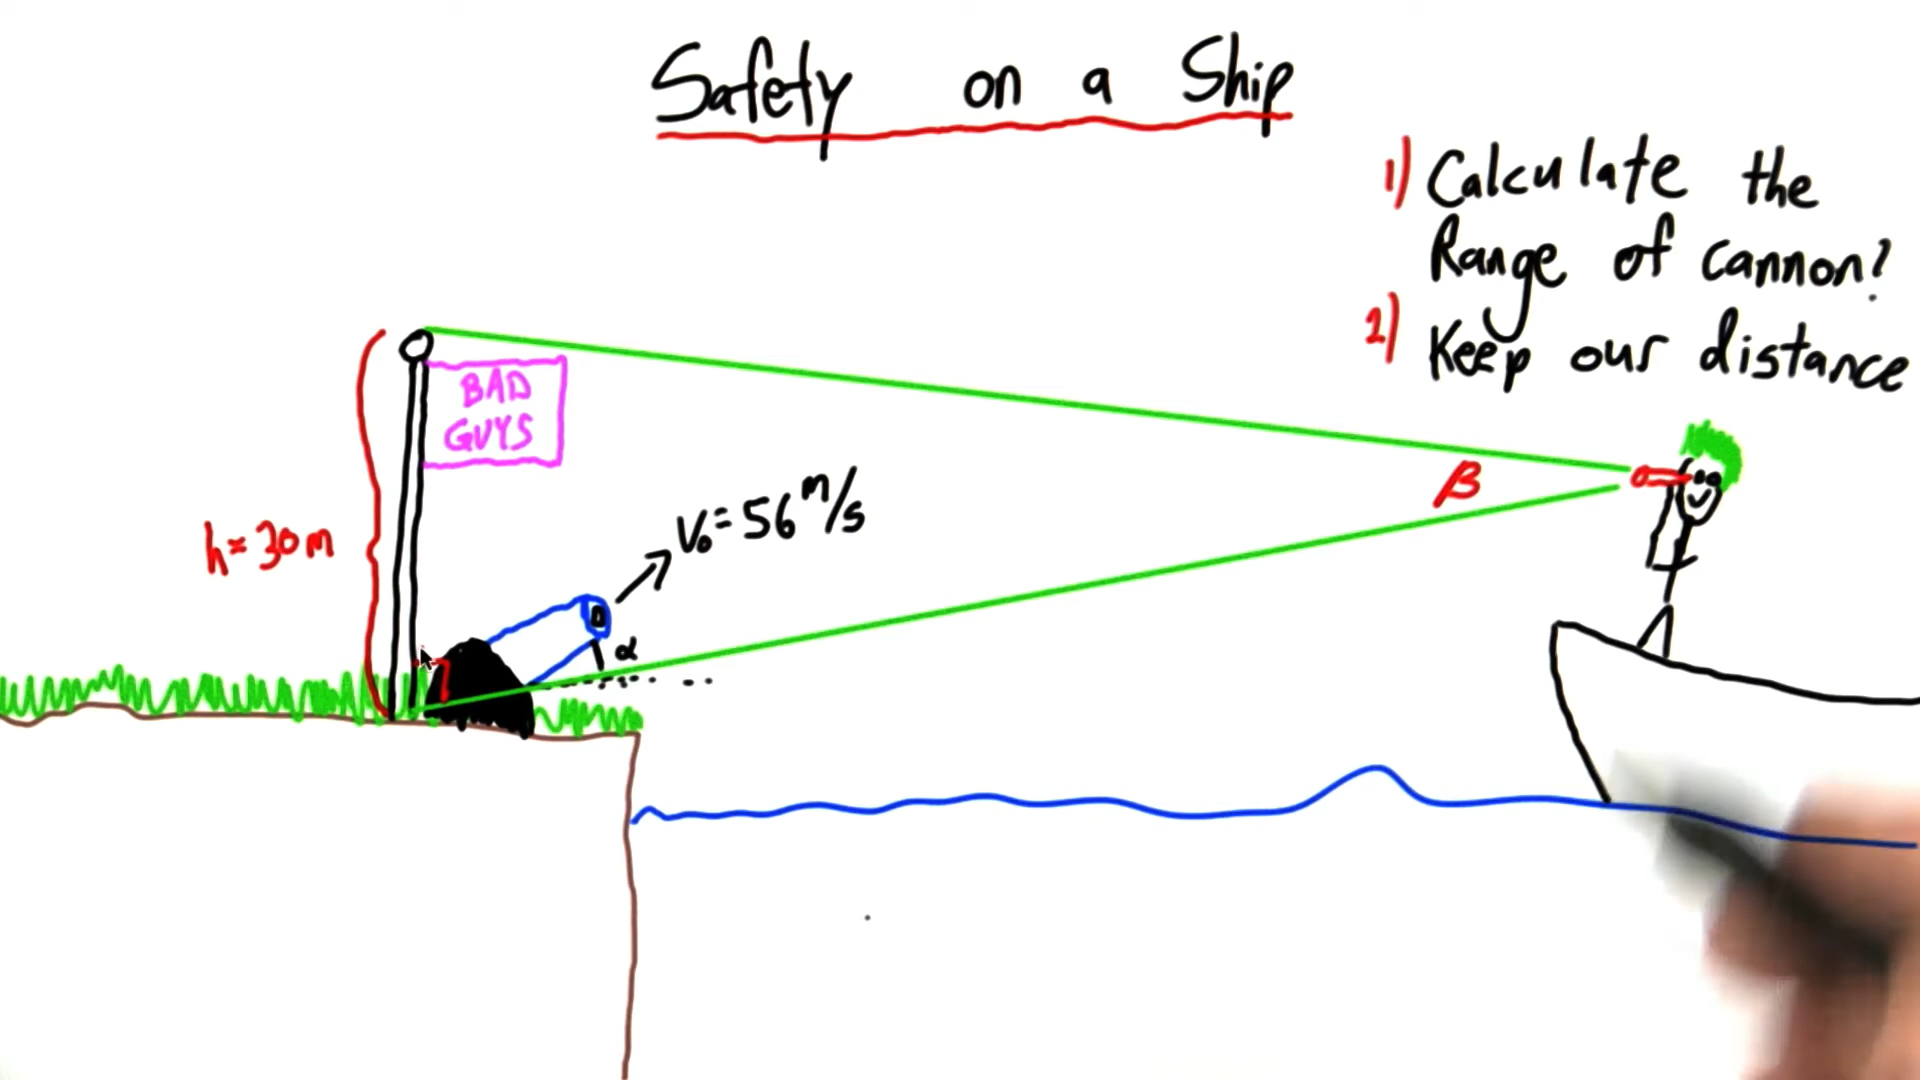 Safety on a Ship
1) Calculate the
Range of cannon?
2) Keep our distance
BAD
GUYS
β
V₀ = 56 m/s
h = 30m
α